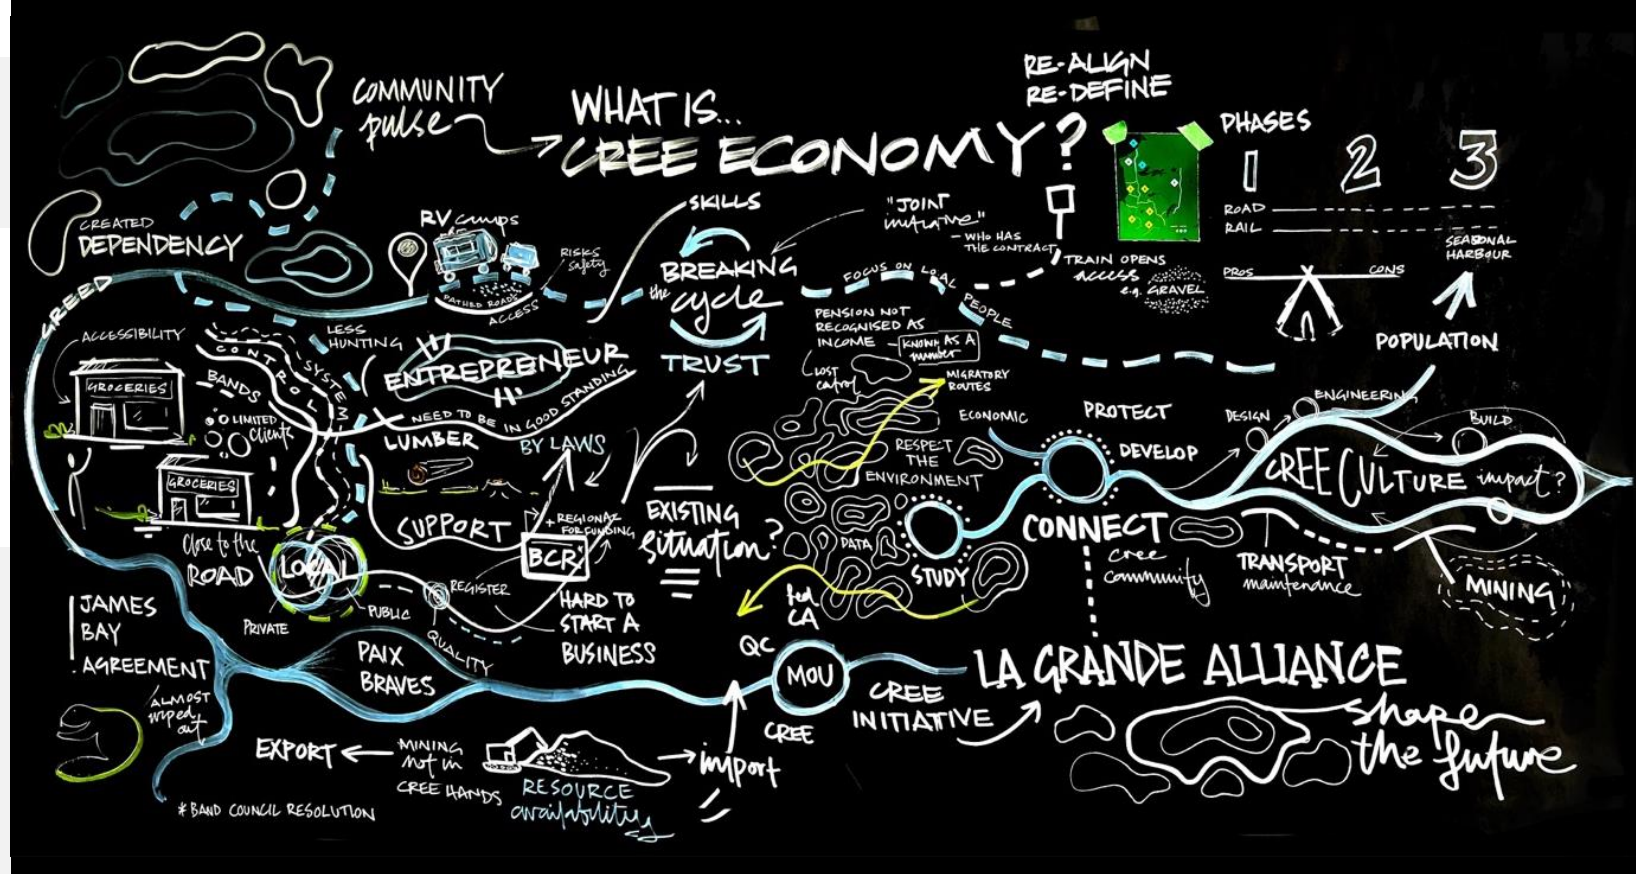 COMMUNITY
pulse
WHAT IS...
CREE ECONOMY?
RE-ALIGN
RE-DEFINE
PHASES
1 2 3
ROAD
RAIL
SEASONAL
HARBOUR
PROS
CONS
POPULATION
CREATED
DEPENDENCY
RV camps
RISKS
safety
PATHED ROADS
ACCESS
SKILLS
BREAKING
the cycle
TRUST
"JOINT
initiative"
- WHO HAS
THE CONTRACT
TRAIN OPENS
access
e.g. GRAVEL
FOCUS ON LOCAL PEOPLE
GREED
ACCESSIBILITY
GROCERIES
GROCERIES
Close to the
ROAD
CONTROL
SYSTEM
BANDS
LIMITED
clients
LESS
HUNTING
ENTREPRENEUR
NEED TO BE IN GOOD STANDING
LUMBER
BY LAWS
SUPPORT
+ REGIONAL
FOR FUNDING
BCR*
LOCAL
PRIVATE
PUBLIC
REGISTER
QUALITY
HARD TO
START A
BUSINESS
EXISTING
situation?
PENSION NOT
RECOGNISED AS
INCOME
KNOWN AS A
number
LOST
MIGRATORY
ROUTES
RESPECT
THE
ENVIRONMENT
DATA
STUDY
ECONOMIC
PROTECT
DEVELOP
CONNECT
cree
community
DESIGN
ENGINEERING
BUILD
CREE CULTURE impact?
TRANSPORT
maintenance
MINING
JAMES
BAY
AGREEMENT
ALMOST
wiped
out
PAIX
BRAVES
fed
CA
QC
MOU
CREE
CREE
INITIATIVE
LA GRANDE ALLIANCE
shape
the future
EXPORT
MINING
not in
CREE HANDS
RESOURCE
availability
import
* BAND COUNCIL RESOLUTION